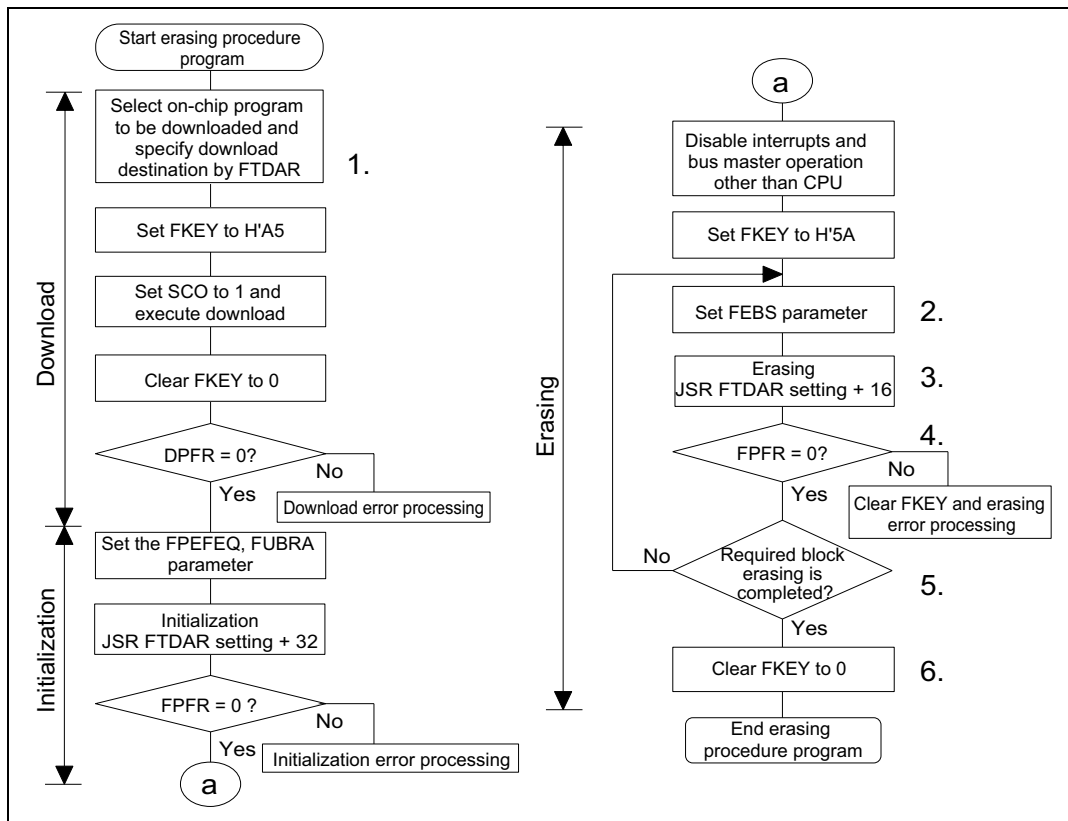 Start erasing procedure
program
Select on-chip program
to be downloaded and
specify download
destination by FTDAR
1.
Set FKEY to H'A5
Set SCO to 1 and
execute download
Clear FKEY to 0
DPFR = 0?
No
Yes
Download error processing
Download
Set the FPEFEQ, FUBRA
parameter
Initialization
JSR FTDAR setting + 32
FPFR = 0 ?
No
Yes
Initialization error processing
Initialization
a
a
Disable interrupts and
bus master operation
other than CPU
Set FKEY to H'5A
Set FEBS parameter
2.
Erasing
JSR FTDAR setting + 16
3.
4.
FPFR = 0?
No
Yes
Clear FKEY and erasing
error processing
Erasing
No
Required block
erasing is
completed?
5.
Yes
Clear FKEY to 0
6.
End erasing
procedure program